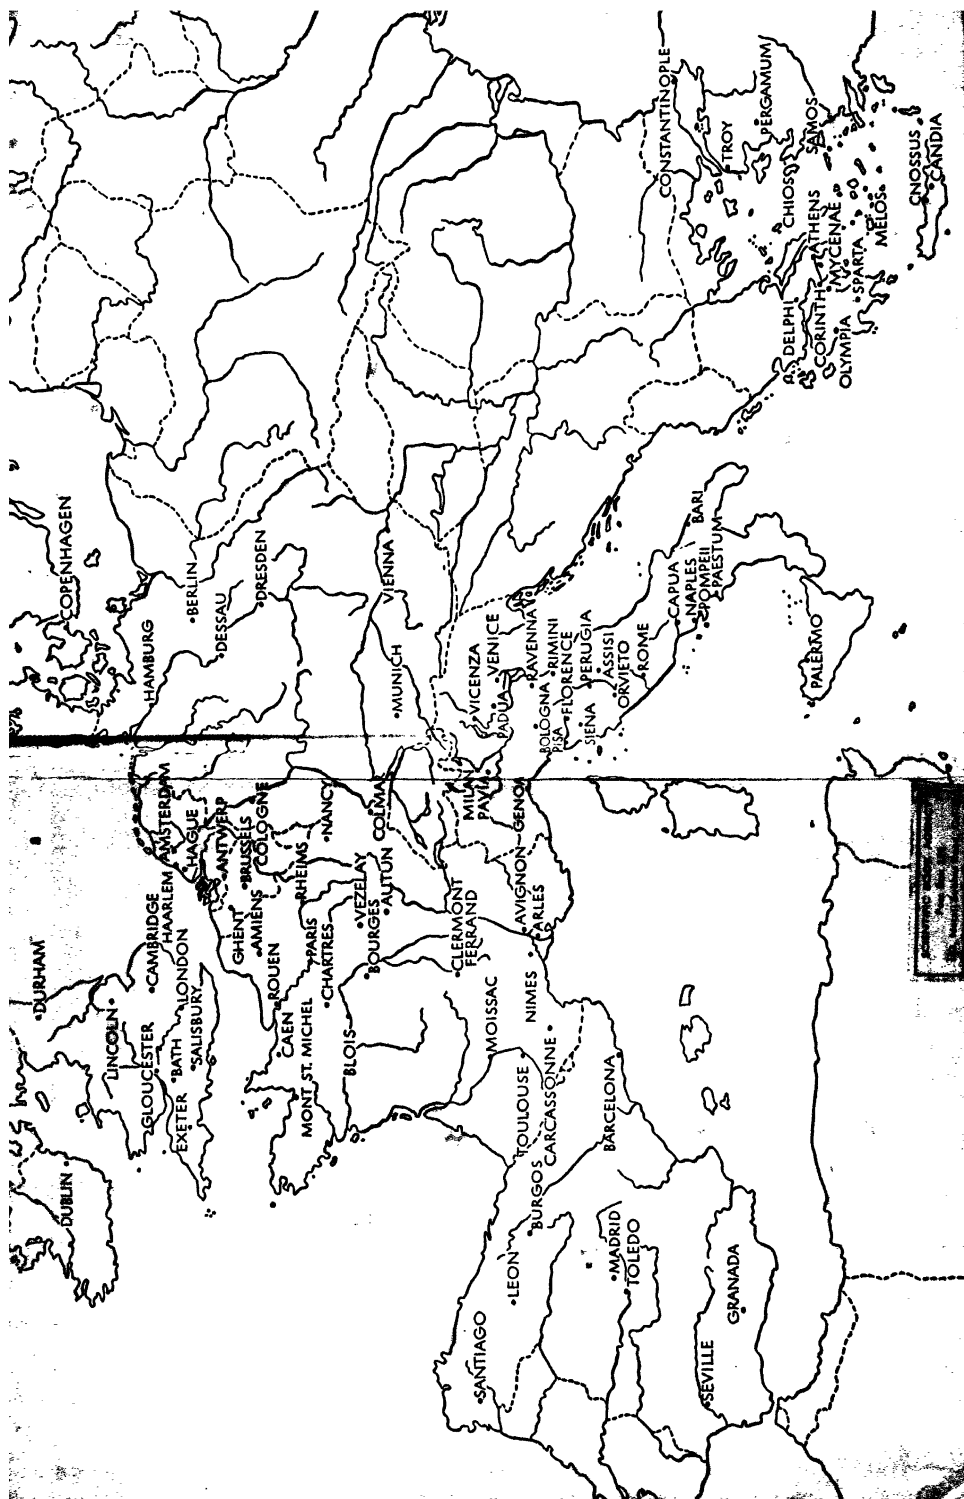 DUBLIN
DURHAM
LINCOLN
GLOUCESTER
CAMBRIDGE
BATH
LONDON
SALISBURY
EXETER
COPENHAGEN
HAMBURG
BERLIN
DESSAU
DRESDEN
AMSTERDAM
HAARLEM
HAGUE
ANTWERP
BRUSSELS
COLOGNE
GHENT
AMIENS
ROUEN
CAEN
MONT ST. MICHEL
RHEIMS
PARIS
CHARTRES
NANCY
BLOIS
VEZELAY
BOURGES
AUTUN
COLMAR
MUNICH
VIENNA
CLERMONT
FERRAND
MOISSAC
AVIGNON
ARLES
NIMES
TOULOUSE
CARCASSONNE
BARCELONA
BURGOS
LEON
SANTIAGO
MADRID
TOLEDO
SEVILLE
GRANADA
MILAN
PAVIA
GENOA
VICENZA
PADUA
VENICE
RAVENNA
BOLOGNA
RIMINI
PISA
FLORENCE
SIENA
PERUGIA
ASSISI
ORVIETO
ROME
CAPUA
NAPLES
POMPEII
PAESTUM
BARI
PALERMO
CONSTANTINOPLE
TROY
PERGAMUM
CHIOS
SAMOS
DELPHI
CORINTH
ATHENS
MYCENAE
OLYMPIA
SPARTA
MELOS
CNOSSUS
CANDIA